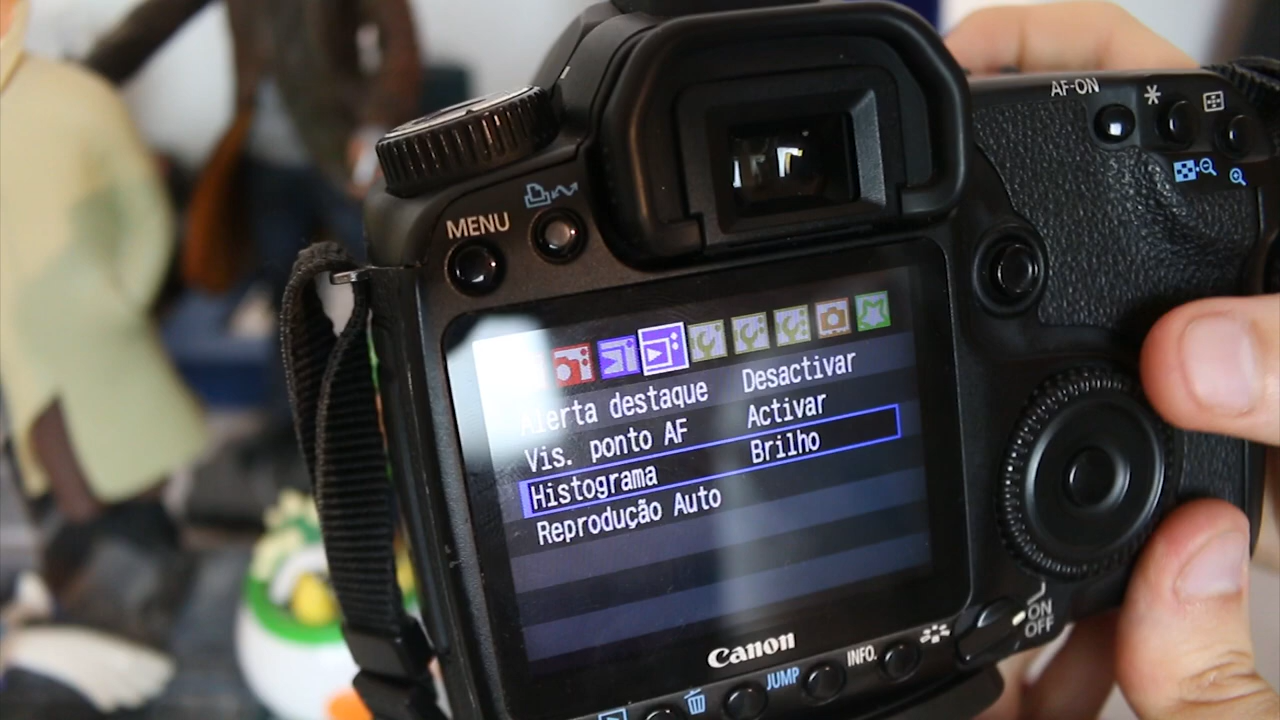 AF-ON
MENU
Alerta destaque Desactivar
Vis. ponto AF Activar
Histograma Brilho
Reprodução Auto
Canon
ON
OFF
JUMP INFO.